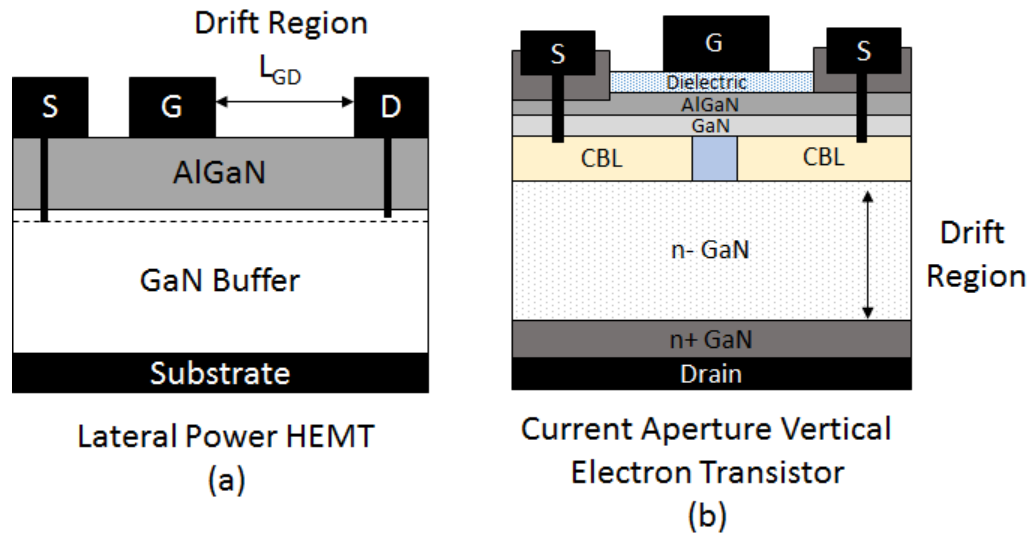 Drift Region
L_GD
S
G
D
AlGaN
GaN Buffer
Substrate
Lateral Power HEMT
(a)
S
G
S
Dielectric
AlGaN
GaN
CBL
CBL
n- GaN
Drift
Region
n+ GaN
Drain
Current Aperture Vertical
Electron Transistor
(b)